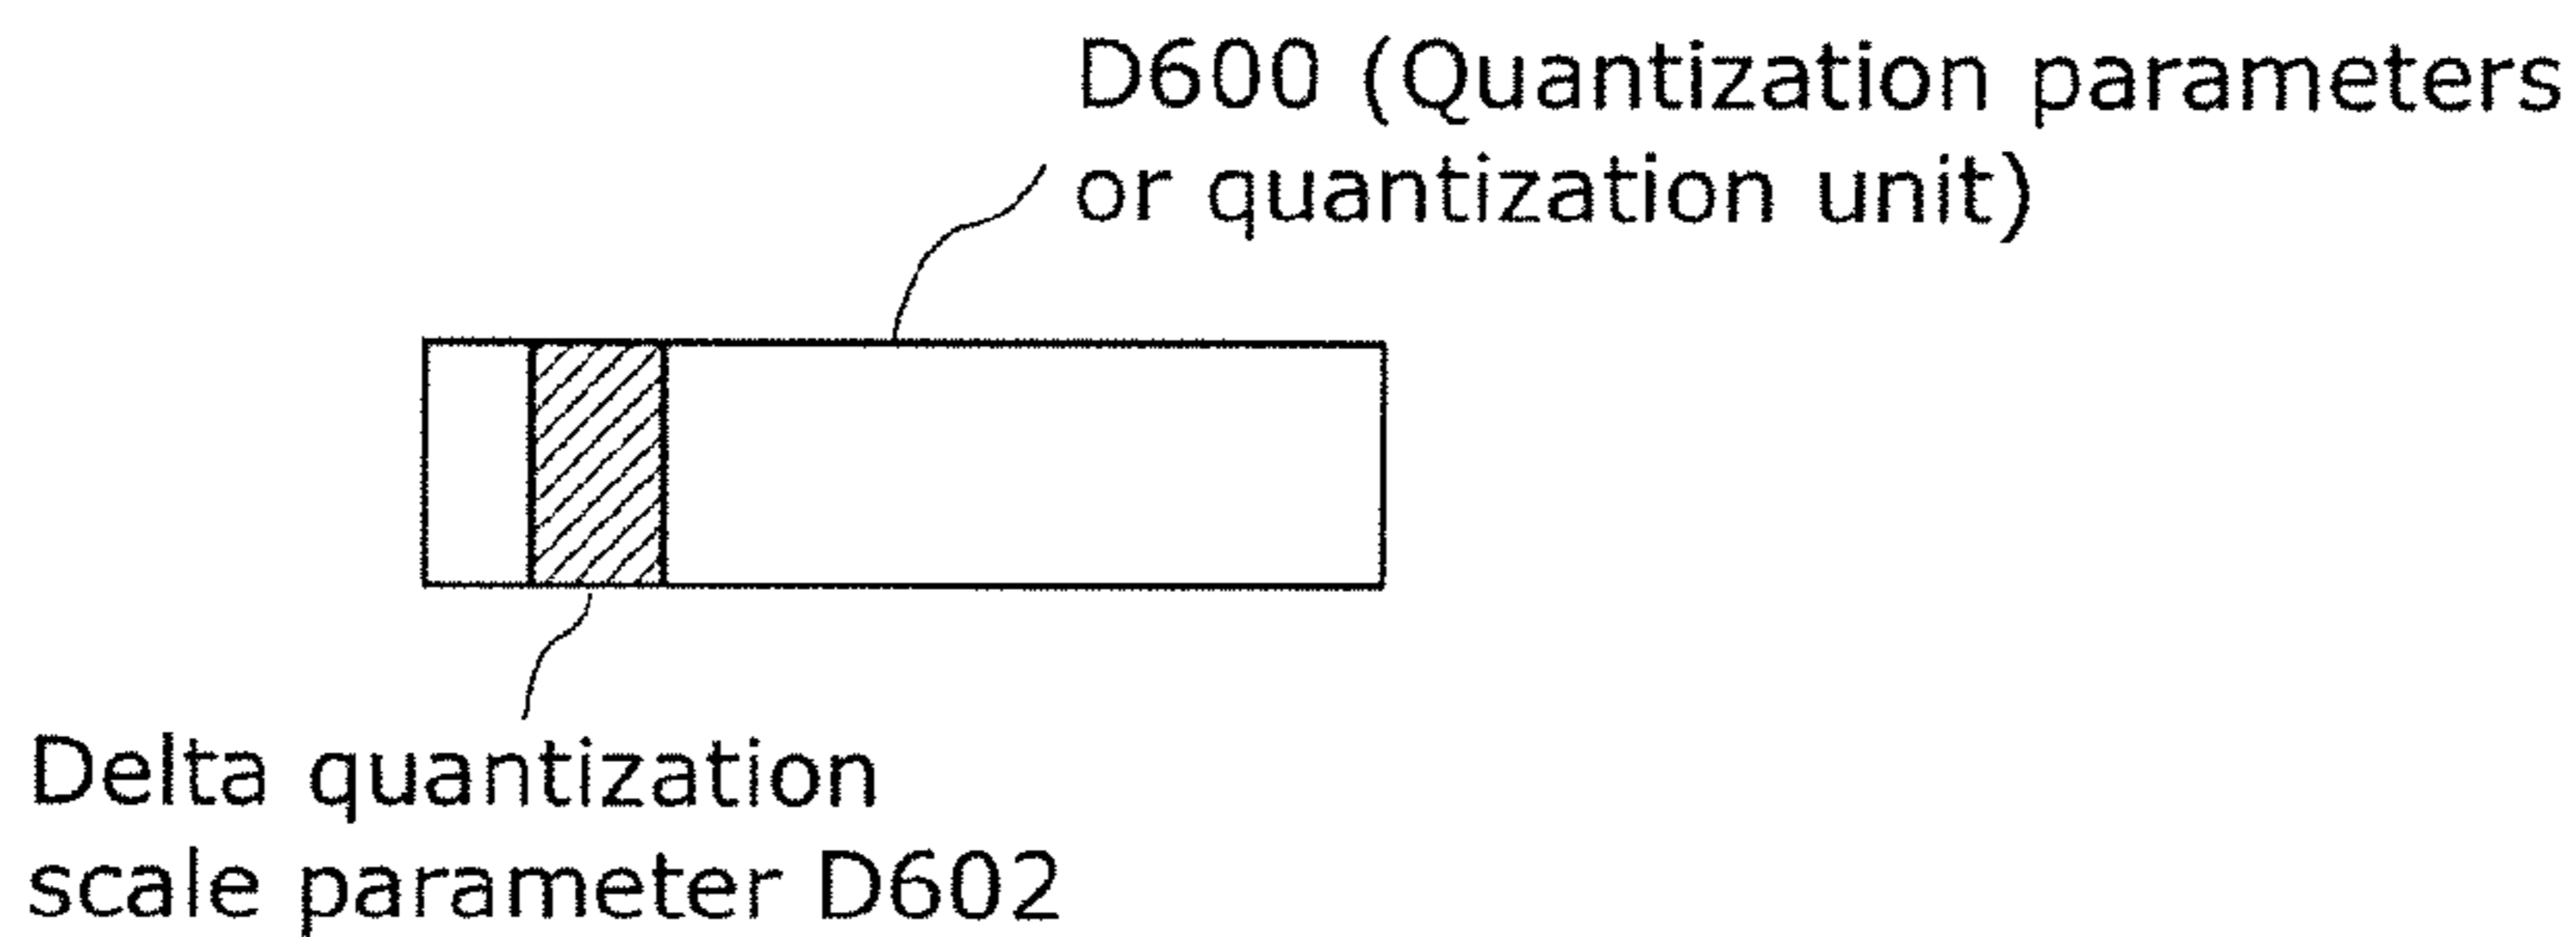 D600 (Quantization parameters
or quantization unit)
Delta quantization
scale parameter D602